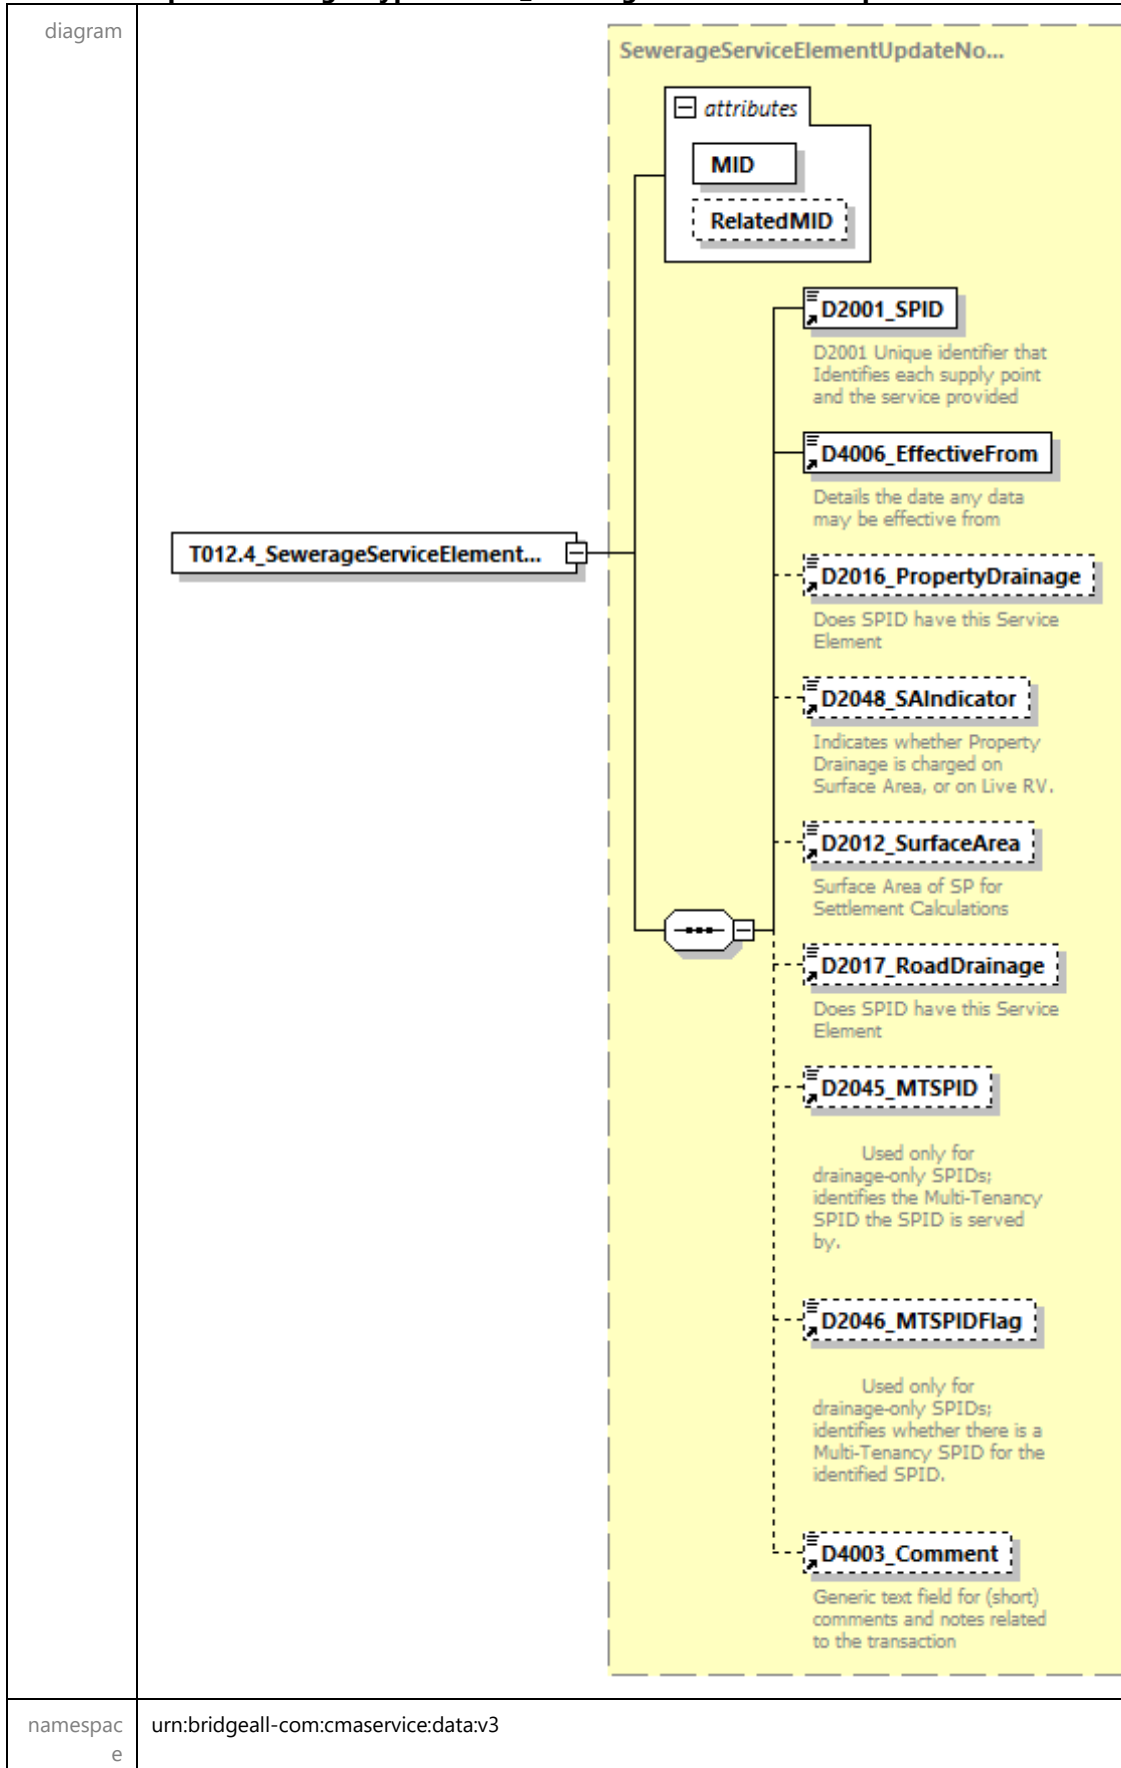 diagram
SewerageServiceElementUpdateNo...
attributes
MID
RelatedMID
D2001_SPID
D2001 Unique identifier that
Identifies each supply point
and the service provided
D4006_EffectiveFrom
Details the date any data
may be effective from
T012.4_SewerageServiceElement...
D2016_PropertyDrainage
Does SPID have this Service
Element
D2048_SAIndicator
Indicates whether Property
Drainage is charged on
Surface Area, or on Live RV.
D2012_SurfaceArea
Surface Area of SP for
Settlement Calculations
D2017_RoadDrainage
Does SPID have this Service
Element
D2045_MTSPID
Used only for
drainage-only SPIDs;
identifies the Multi-Tenancy
SPID the SPID is served
by.
D2046_MTSPIDFlag
Used only for
drainage-only SPIDs;
identifies whether there is a
Multi-Tenancy SPID for the
identified SPID.
D4003_Comment
Generic text field for (short)
comments and notes related
to the transaction
namespac
e
urn:bridgeall-com:cmaservice:data:v3